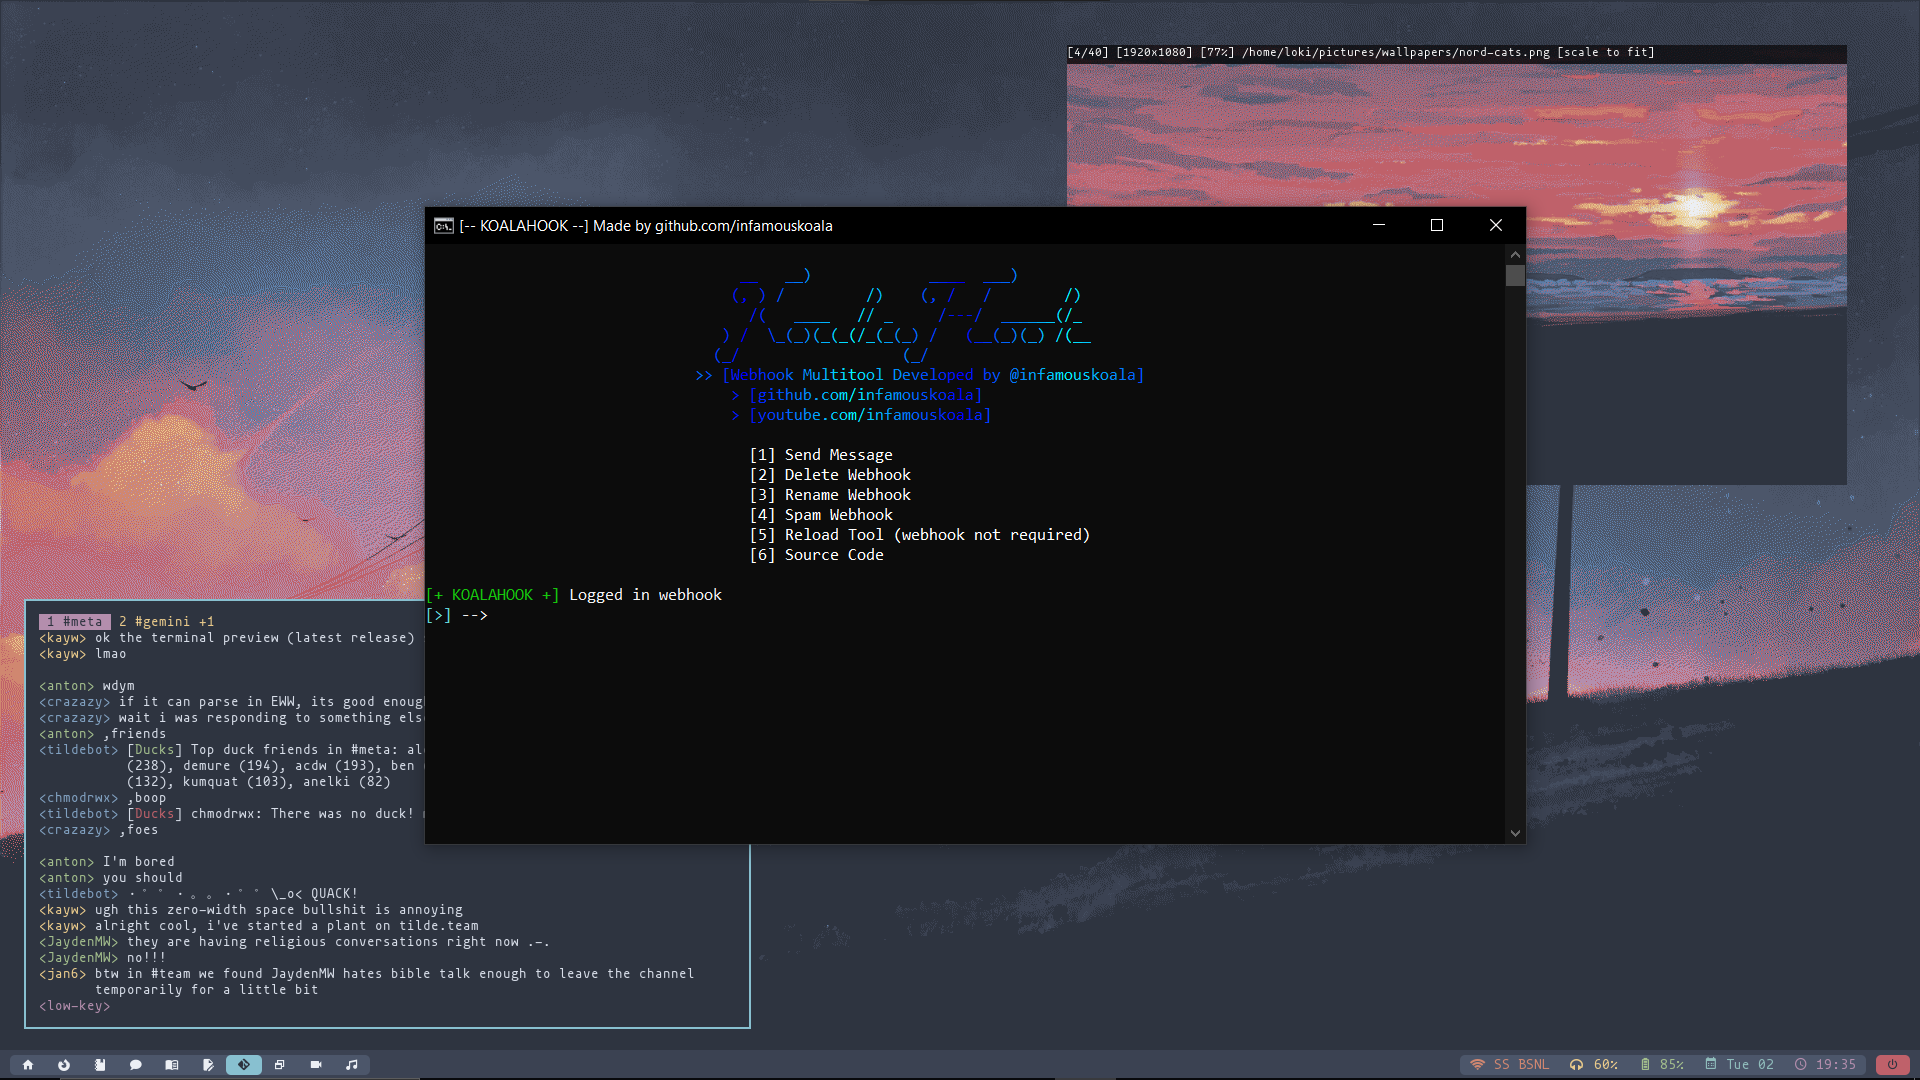 [4/40] [1920x1080] [77%] /home/loki/pictures/wallpapers/nord-cats.png [scale to fit]
[-- KOALAHOOK --] Made by github.com/infamouskoala
>> [Webhook Multitool Developed by @infamouskoala]
> [github.com/infamouskoala]
> [youtube.com/infamouskoala]
[1] Send Message
[2] Delete Webhook
[3] Rename Webhook
[4] Spam Webhook
[5] Reload Tool (webhook not required)
[6] Source Code
[+ KOALAHOOK +] Logged in webhook
[>] -->
1 #meta 2 #gemini +1
<kayw> ok the terminal preview (latest release)
<kayw> lmao
<anton> wdym
<crazazy> if it can parse in EWW, its good enoug
<crazazy> wait i was responding to something els
<anton> ,friends
<tildebot> [Ducks] Top duck friends in #meta:
(238), demure (194), acdw (193), ben
(132), kumquat (103), anelki (82)
<chmodrwx> ,boop
<tildebot> [Ducks] chmodrwx: There was no duck!
<crazazy> ,foes
<anton> I'm bored
<anton> you should
<tildebot> ・゜゜・。。・゜゜\_o< QUACK!
<kayw> ugh this zero-width space bullshit is annoying
<kayw> alright cool, i've started a plant on tilde.team
<JaydenMW> they are having religious conversations right now .-.
<JaydenMW> no!!!
<jan6> btw in #team we found JaydenMW hates bible talk enough to leave the channel
temporarily for a little bit
<low-key>
SS BSNL 60% 85% Tue 02 19:35